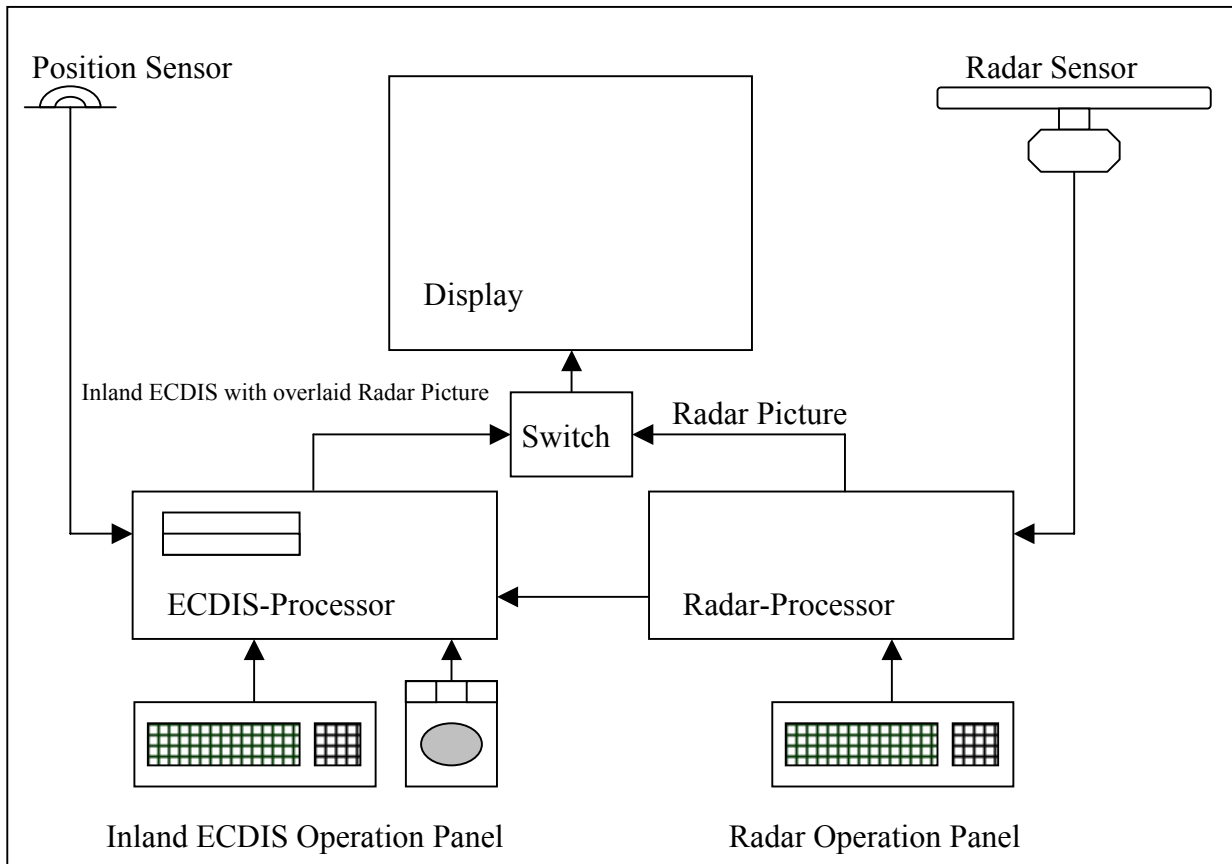 Position Sensor
Radar Sensor
Display
Inland ECDIS with overlaid Radar Picture
Radar Picture
Switch
ECDIS-Processor
Radar-Processor
Inland ECDIS Operation Panel
Radar Operation Panel